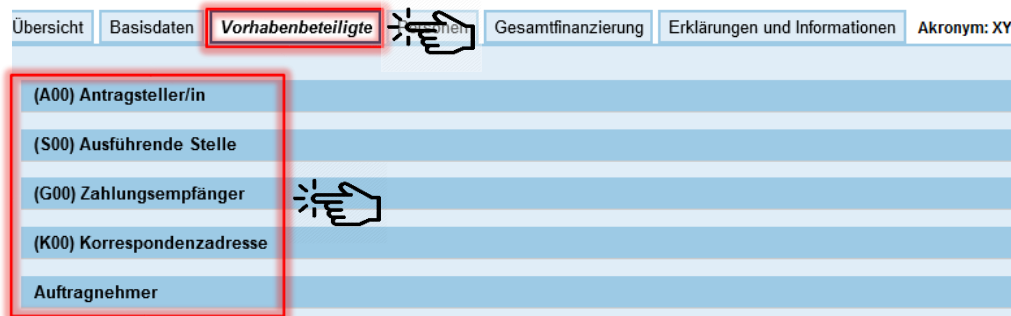 Übersicht Basisdaten Vorhabenbeteiligte Personen Gesamtfinanzierung Erklärungen und Informationen Akronym: XY
(A00) Antragsteller/in
(S00) Ausführende Stelle
(G00) Zahlungsempfänger
(K00) Korrespondenzadresse
Auftragnehmer